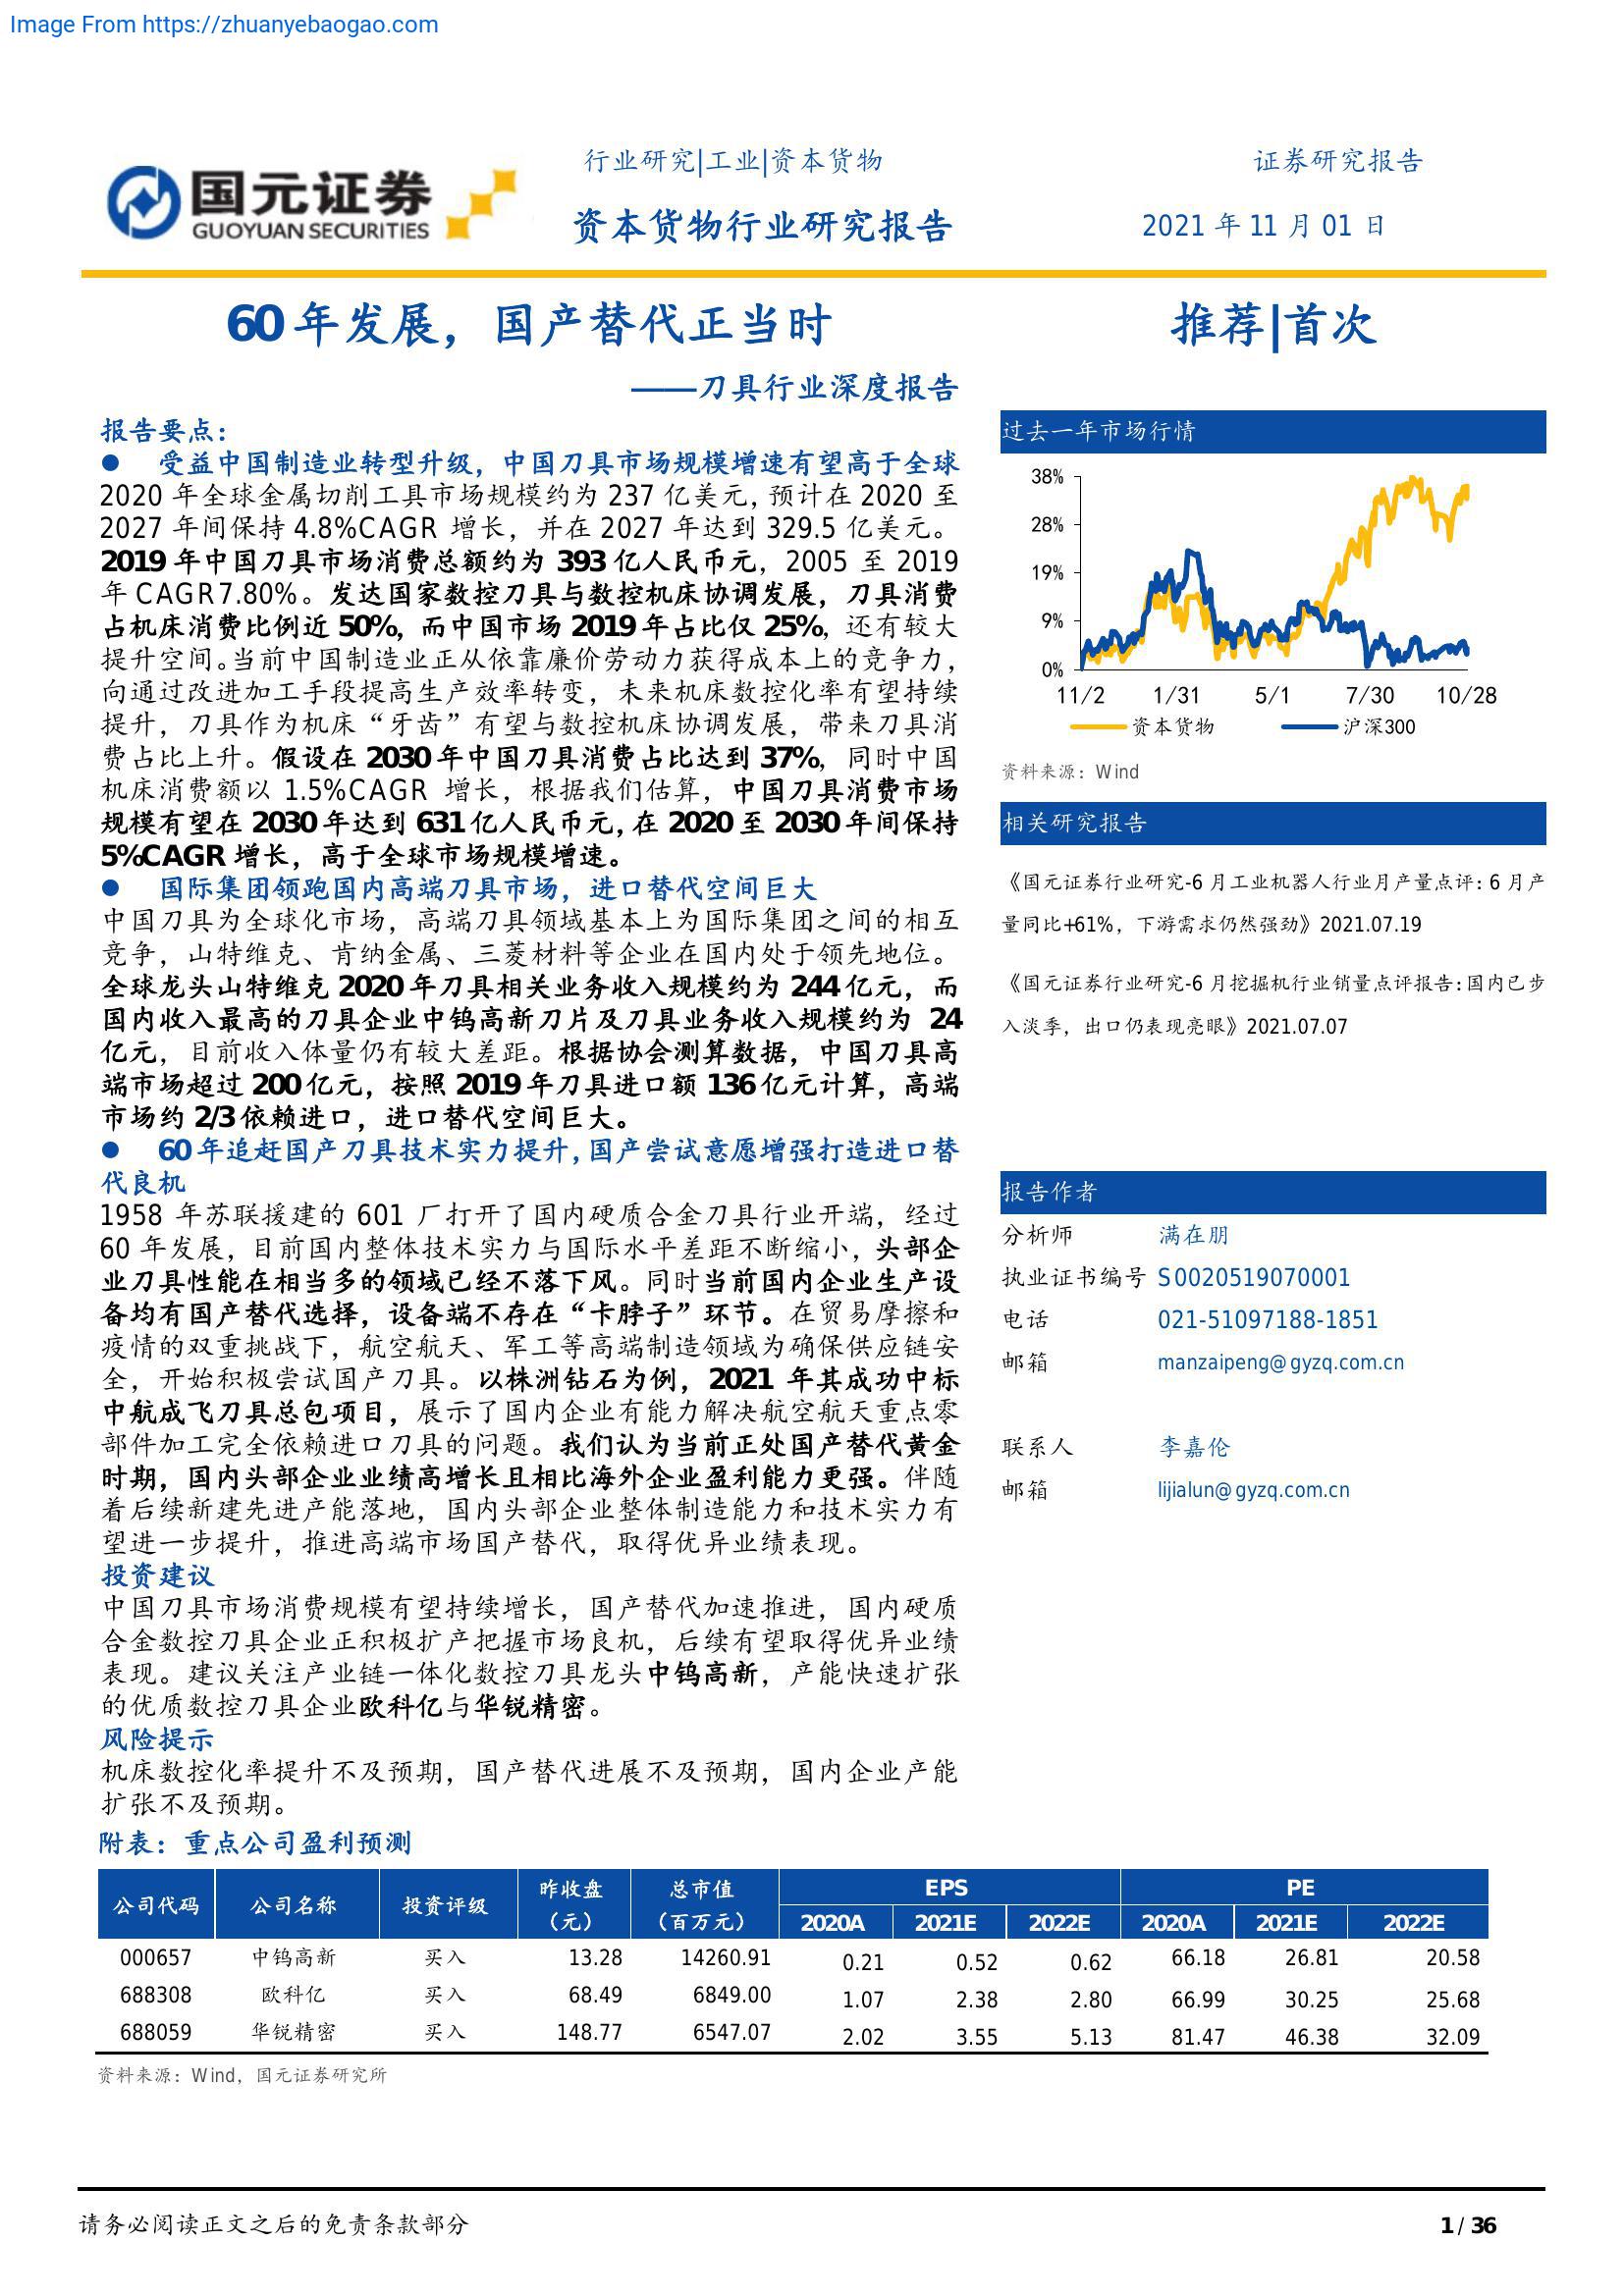 Image From https://zhuanyebaogao.com
国元证券
GUOYUAN SECURITIES
行业研究|工业|资本货物
证券研究报告
资本货物行业研究报告
2021 年 11 月 01 日
60 年发展，国产替代正当时
推荐|首次
——刀具行业深度报告
报告要点：
● 受益中国制造业转型升级，中国刀具市场规模增速有望高于全球
2020 年全球金属切削工具市场规模约为 237 亿美元，预计在 2020 至
2027 年间保持 4.8%CAGR 增长，并在 2027 年达到 329.5 亿美元。
2019 年中国刀具市场消费总额约为 393 亿人民币元，2005 至 2019
年 CAGR7.80%。发达国家数控刀具与数控机床协调发展，刀具消费
占机床消费比例近 50%，而中国市场 2019 年占比仅 25%，还有较大
提升空间。当前中国制造业正从依靠廉价劳动力获得成本上的竞争力，
向通过改进加工手段提高生产效率转变，未来机床数控化率有望持续
提升，刀具作为机床“牙齿”有望与数控机床协调发展，带来刀具消
费占比上升。假设在 2030 年中国刀具消费占比达到 37%，同时中国
机床消费额以 1.5%CAGR 增长，根据我们估算，中国刀具消费市场
规模有望在 2030 年达到 631 亿人民币元，在 2020 至 2030 年间保持
5%CAGR 增长，高于全球市场规模增速。
● 国际集团领跑国内高端刀具市场，进口替代空间巨大
中国刀具为全球化市场，高端刀具领域基本上为国际集团之间的相互
竞争，山特维克、肯纳金属、三菱材料等企业在国内处于领先地位。
全球龙头山特维克 2020 年刀具相关业务收入规模约为 244 亿元，而
国内收入最高的刀具企业中钨高新刀片及刀具业务收入规模约为 24
亿元，目前收入体量仍有较大差距。根据协会测算数据，中国刀具高
端市场超过 200 亿元，按照 2019 年刀具进口额 136 亿元计算，高端
市场约 2/3 依赖进口，进口替代空间巨大。
● 60 年追赶国产刀具技术实力提升，国产尝试意愿增强打造进口替
代良机
1958 年苏联援建的 601 厂打开了国内硬质合金刀具行业开端，经过
60 年发展，目前国内整体技术实力与国际水平差距不断缩小，头部企
业刀具性能在相当多的领域已经不落下风。同时当前国内企业生产设
备均有国产替代选择，设备端不存在“卡脖子”环节。在贸易摩擦和
疫情的双重挑战下，航空航天、军工等高端制造领域为确保供应链安
全，开始积极尝试国产刀具。以株洲钻石为例，2021 年其成功中标
中航成飞刀具总包项目，展示了国内企业有能力解决航空航天重点零
部件加工完全依赖进口刀具的问题。我们认为当前正处国产替代黄金
时期，国内头部企业业绩高增长且相比海外企业盈利能力更强。伴随
着后续新建先进产能落地，国内头部企业整体制造能力和技术实力有
望进一步提升，推进高端市场国产替代，取得优异业绩表现。
投资建议
中国刀具市场消费规模有望持续增长，国产替代加速推进，国内硬质
合金数控刀具企业正积极扩产把握市场良机，后续有望取得优异业绩
表现。建议关注产业链一体化数控刀具龙头中钨高新，产能快速扩张
的优质数控刀具企业欧科亿与华锐精密。
风险提示
机床数控化率提升不及预期，国产替代进展不及预期，国内企业产能
扩张不及预期。
过去一年市场行情
38%
28%
19%
9%
0%
11/2 1/31 5/1 7/30 10/28
资本货物 沪深300
资料来源：Wind
相关研究报告
《国元证券行业研究-6 月工业机器人行业月产量点评：6 月产
量同比+61%，下游需求仍然强劲》2021.07.19
《国元证券行业研究-6 月挖掘机行业销量点评报告：国内已步
入淡季，出口仍表现亮眼》2021.07.07
报告作者
分析师 满在朋
执业证书编号 S0020519070001
电话 021-51097188-1851
邮箱 manzaipeng@gyzq.com.cn
联系人 李嘉伦
邮箱 lijialun@gyzq.com.cn
附表：重点公司盈利预测
公司代码 公司名称 投资评级 昨收盘（元） 总市值（百万元） EPS PE
2020A 2021E 2022E 2020A 2021E 2022E
000657 中钨高新 买入 13.28 14260.91 0.21 0.52 0.62 66.18 26.81 20.58
688308 欧科亿 买入 68.49 6849.00 1.07 2.38 2.80 66.99 30.25 25.68
688059 华锐精密 买入 148.77 6547.07 2.02 3.55 5.13 81.47 46.38 32.09
资料来源：Wind，国元证券研究所
请务必阅读正文之后的免责条款部分
1 / 36